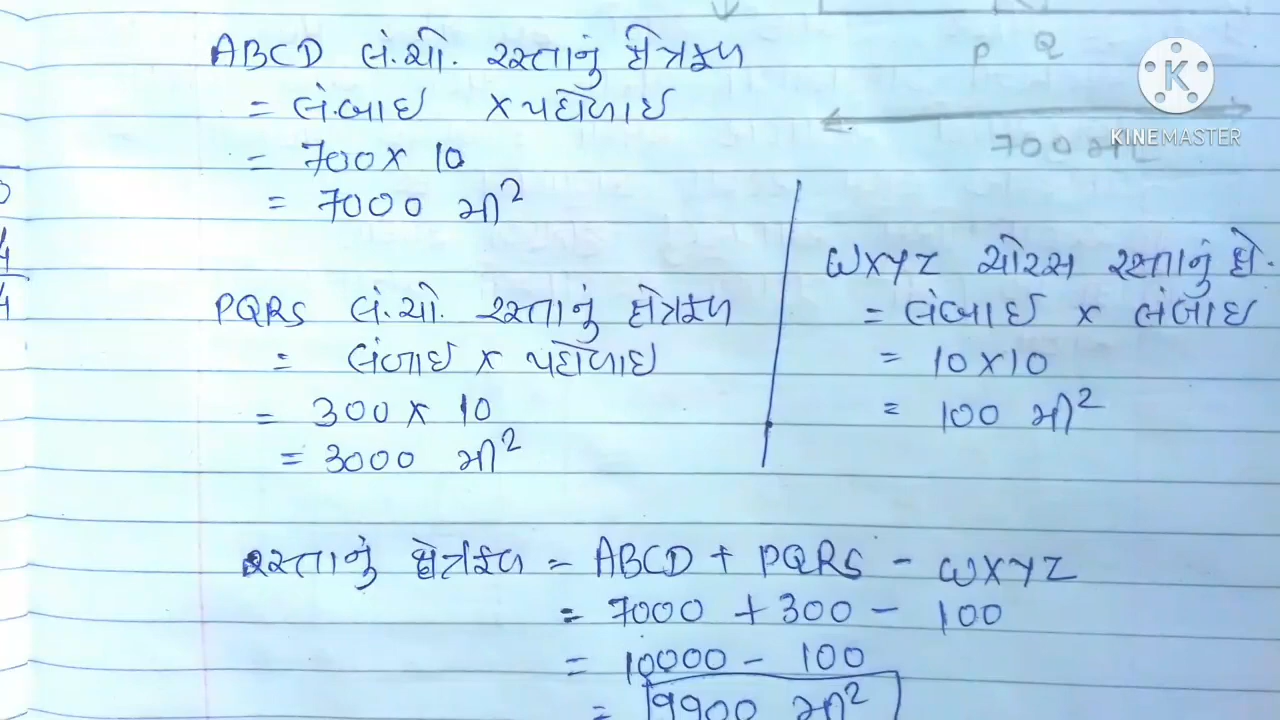 P Q
700 મી
KINEMASTER
ABCD લં.ચો. રસ્તાનું ક્ષેત્રફળ
= લંબાઇ × પહોળાઇ
= 700 × 10
= 7000 મી²
PQRS લં.ચો. રસ્તાનું ક્ષેત્રફળ
= લંબાઇ × પહોળાઇ
= 300 × 10
= 3000 મી²
WXYZ ચોરસ રસ્તાનું ક્ષે.
= લંબાઇ × લંબાઇ
= 10 × 10
= 100 મી²
રસ્તાનું ક્ષેત્રફળ = ABCD + PQRS - WXYZ
= 7000 + 300 - 100
= 10000 - 100
= 9900 મી²